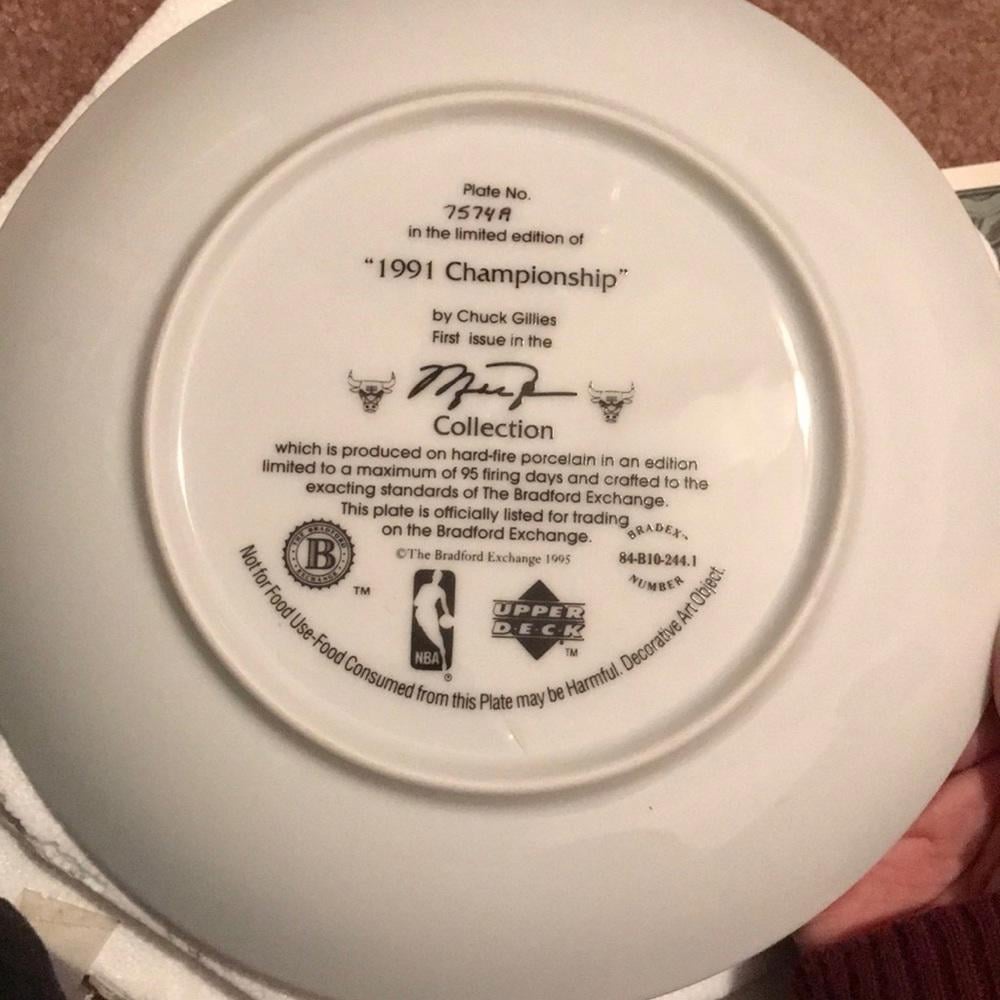 Plate No.
7574A
in the limited edition of
"1991 Championship"
by Chuck Gillies
First issue in the
Collection
which is produced on hard-fire porcelain in an edition
limited to a maximum of 95 firing days and crafted to the
exacting standards of The Bradford Exchange.
This plate is officially listed for trading
on the Bradford Exchange.
©The Bradford Exchange 1995
THE BRADFORD
B
EXCHANGE
TM
BRADEX™
84-B10-244.1
NUMBER
NBA
®
UPPER
D·E·C·K
TM
Not for Food Use-Food Consumed from this Plate may be Harmful. Decorative Art Object.